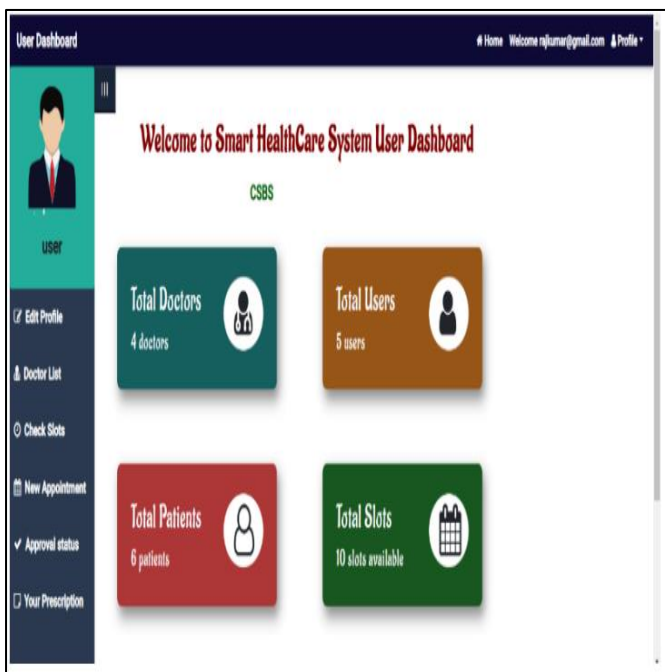 User Dashboard
Home Welcome rajkumar@gmail.com Profile
Welcome to Smart HealthCare System User Dashboard
CSBS
user
Edit Profile
Doctor List
Check Slots
New Appointment
Approval status
Your Prescription
Total Doctors
4 doctors
Total Users
5 users
Total Patients
6 patients
Total Slots
10 slots available